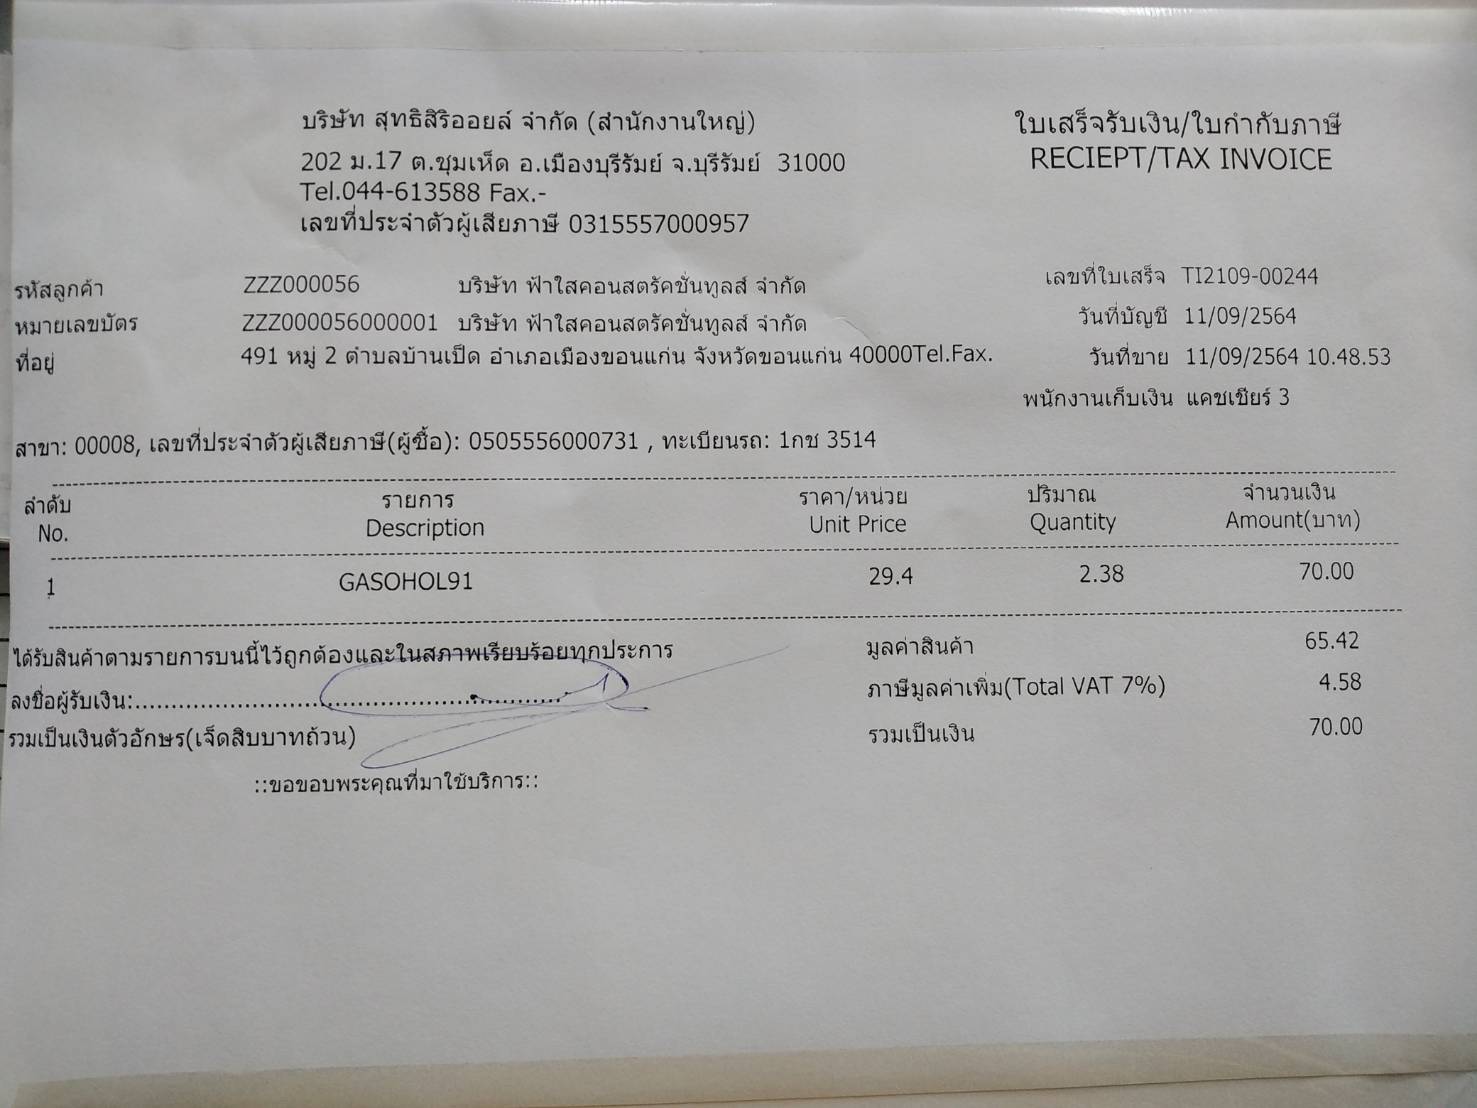 บริษัท สุทธิสิริออยล์ จำกัด (สำนักงานใหญ่)
202 ม.17 ต.ชุมเห็ด อ.เมืองบุรีรัมย์ จ.บุรีรัมย์ 31000
Tel.044-613588 Fax.-
เลขที่ประจำตัวผู้เสียภาษี 0315557000957
ใบเสร็จรับเงิน/ใบกำกับภาษี
RECIEPT/TAX INVOICE
รหัสลูกค้า ZZZ000056 บริษัท ฟ้าใสคอนสตรัคชั่นทูลส์ จำกัด
หมายเลขบัตร ZZZ000056000001 บริษัท ฟ้าใสคอนสตรัคชั่นทูลส์ จำกัด
ที่อยู่ 491 หมู่ 2 ตำบลบ้านเป็ด อำเภอเมืองขอนแก่น จังหวัดขอนแก่น 40000Tel.Fax.
เลขที่ใบเสร็จ TI2109-00244
วันที่บัญชี 11/09/2564
วันที่ขาย 11/09/2564 10.48.53
พนักงานเก็บเงิน แคชเชียร์ 3
สาขา: 00008, เลขที่ประจำตัวผู้เสียภาษี(ผู้ซื้อ): 0505556000731 , ทะเบียนรถ: 1กช 3514
ลำดับ รายการ ราคา/หน่วย ปริมาณ จำนวนเงิน
No. Description Unit Price Quantity Amount(บาท)
1 GASOHOL91 29.4 2.38 70.00
ได้รับสินค้าตามรายการบนนี้ไว้ถูกต้องและในสภาพเรียบร้อยทุกประการ
ลงชื่อผู้รับเงิน:............................................................
รวมเป็นเงินตัวอักษร(เจ็ดสิบบาทถ้วน)
มูลค่าสินค้า 65.42
ภาษีมูลค่าเพิ่ม(Total VAT 7%) 4.58
รวมเป็นเงิน 70.00
::ขอขอบพระคุณที่มาใช้บริการ::